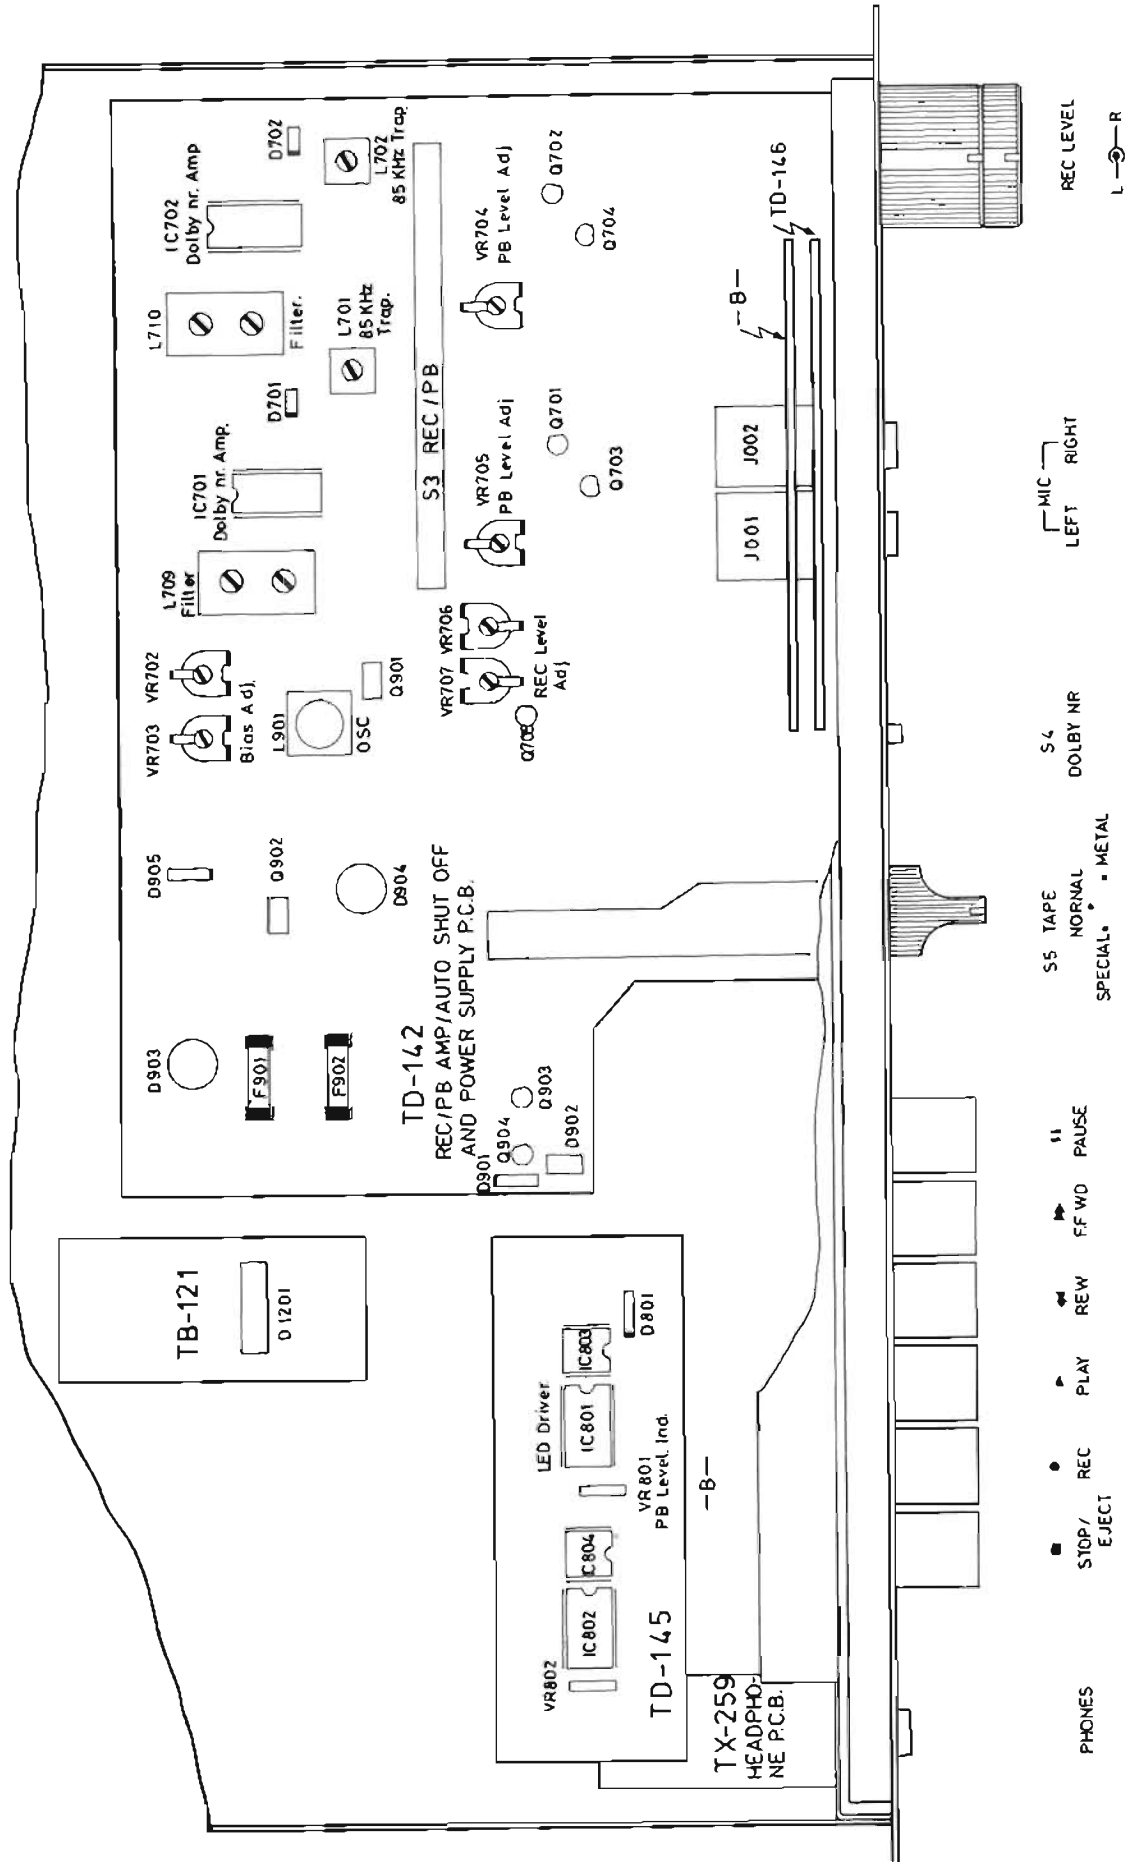 D702
L702
85 KHz Trap.
IC702
Dolby nr. Amp
L710
Filter.
L701
85 KHz
Trap.
D701
IC701
Dolby nr. Amp.
L709
Filter
VR702
VR703
Bias Adj.
L901
OSC
Q901
S3 REC/PB
VR704
PB Level Adj
Q702
Q704
VR705
PB Level Adj
Q701
Q703
VR706
VR707
REC Level
Adj
TD-146
—B—
J002
J001
D905
Q902
D904
D903
F901
F902
TD-142
REC/PB AMP/AUTO SHUT OFF
AND POWER SUPPLY P.C.B.
Q903
Q904
D902
D901
TB-121
D1201
LED Driver.
IC803
IC801
D801
VR801
PB Level. Ind.
IC804
IC802
VR802
TD-145
—B—
TX-259
HEADPHO-
NE P.C.B.
REC LEVEL
L R
MIC
LEFT RIGHT
S4
DOLBY NR
S5 TAPE
NORMAL
SPECIAL METAL
PAUSE
F.F WD
REW
PLAY
REC
STOP/
EJECT
PHONES